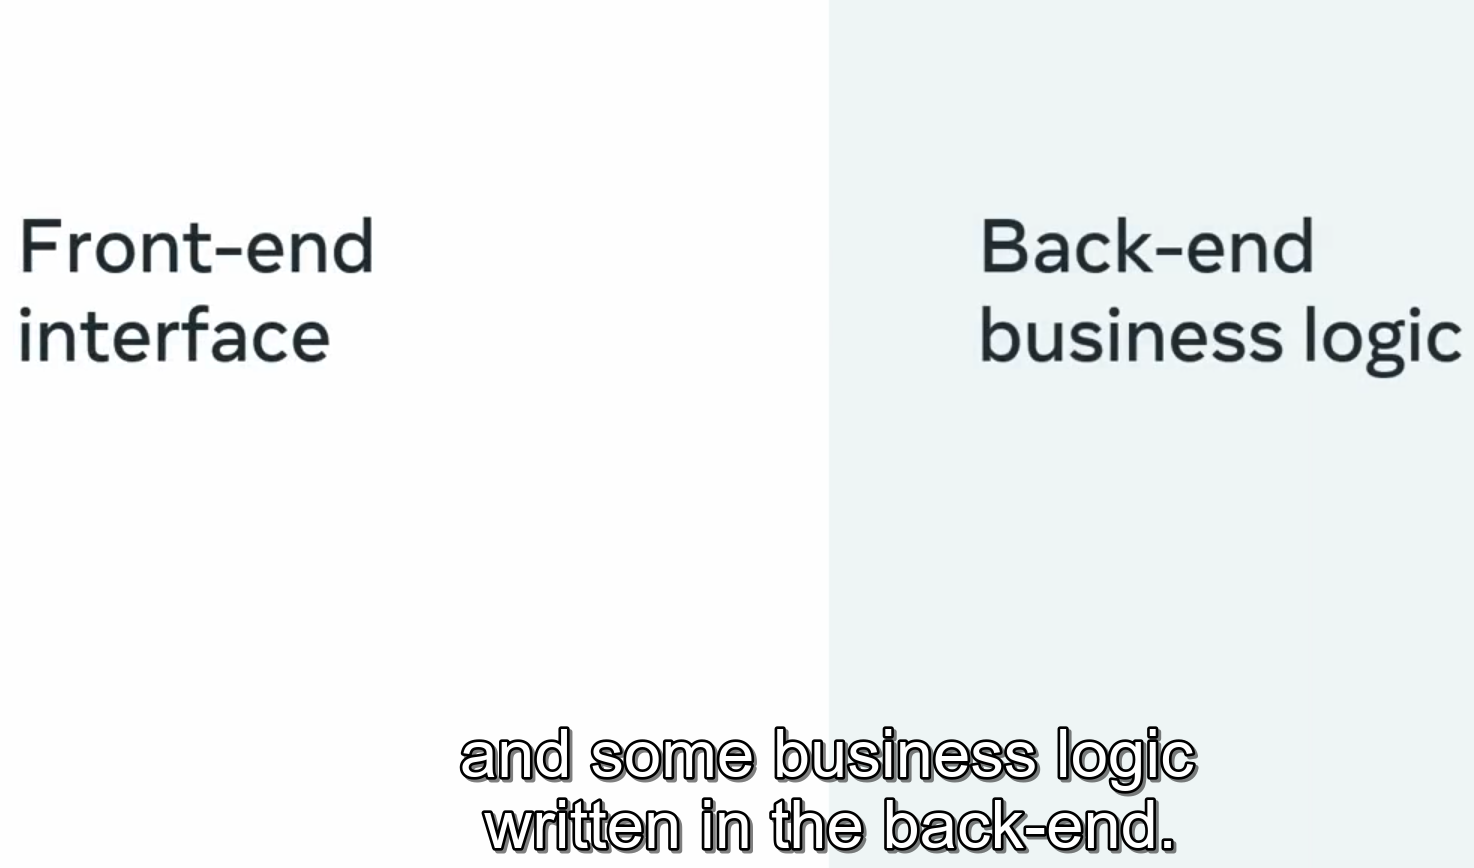 Front-end
interface
Back-end
business logic
and some business logic
written in the back-end.